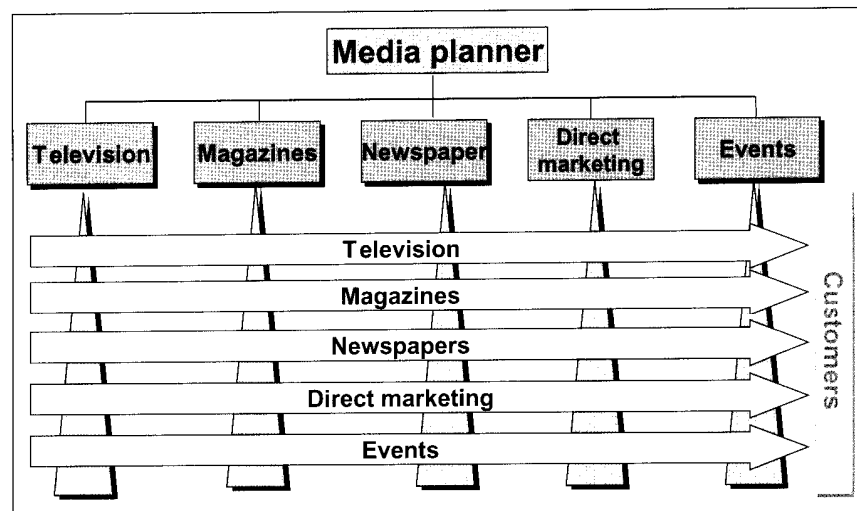 Media planner
Television
Magazines
Newspaper
Direct
marketing
Events
Television
Magazines
Newspapers
Direct marketing
Events
Customers